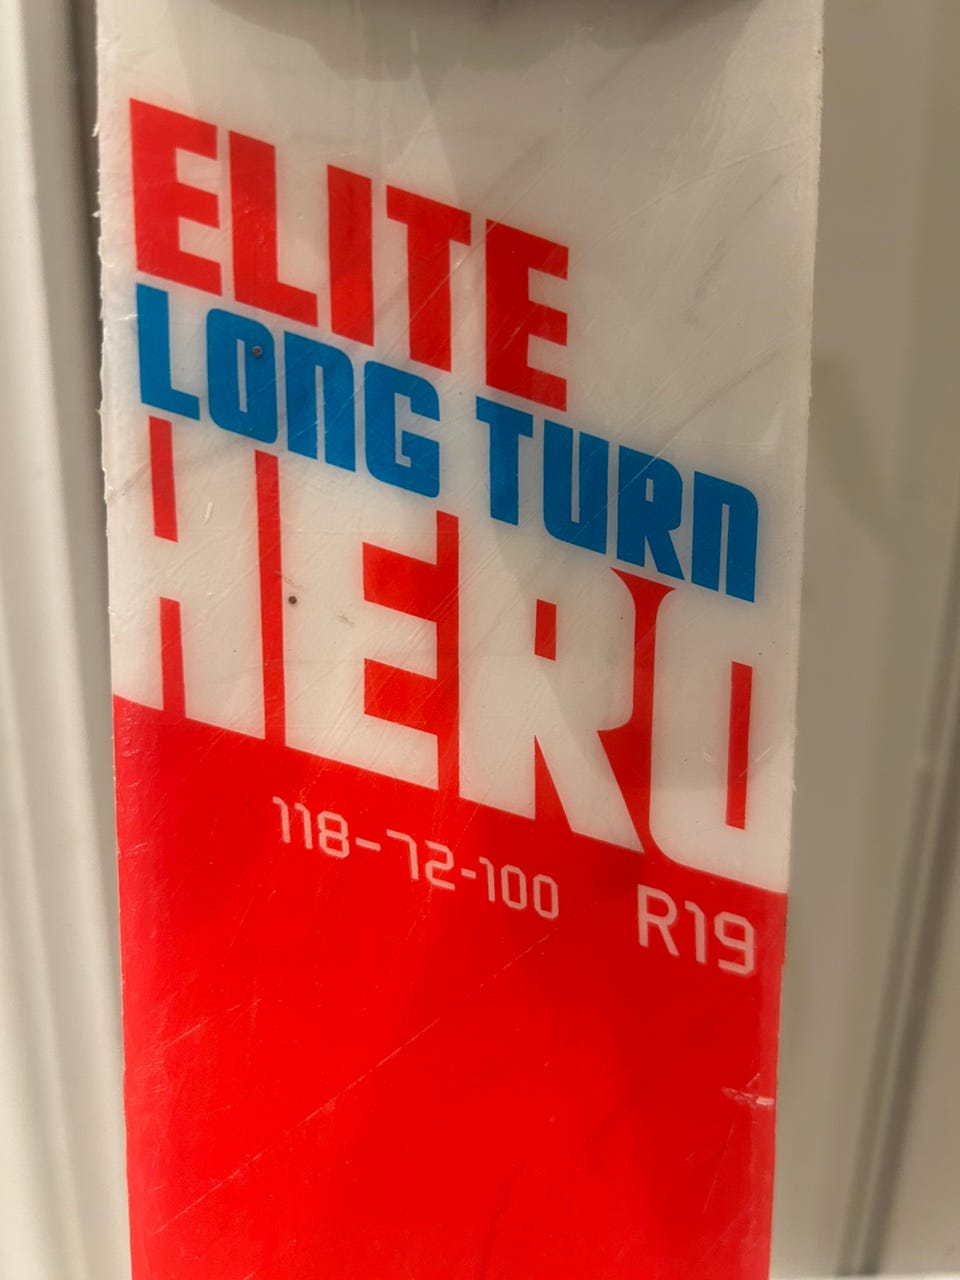 ELITE
LONG TURN
HERO
118-72-100 R19